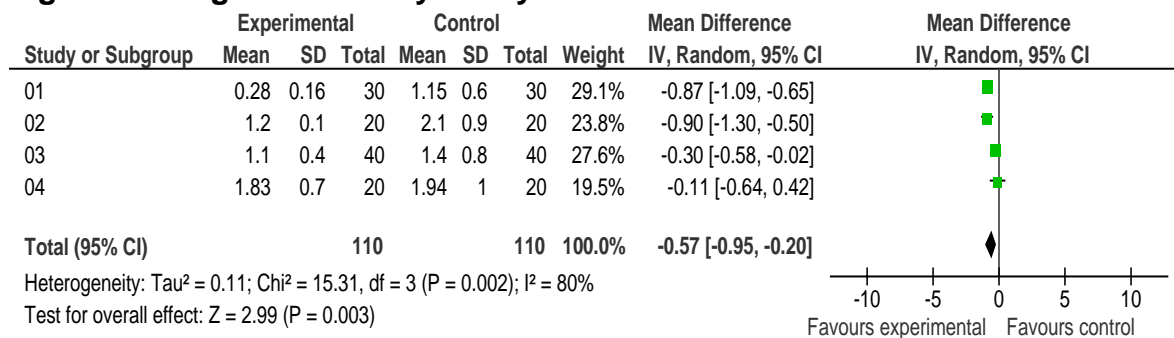 Experimental Control Mean Difference Mean Difference
Study or Subgroup Mean SD Total Mean SD Total Weight IV, Random, 95% CI IV, Random, 95% CI
01 0.28 0.16 30 1.15 0.6 30 29.1% -0.87 [-1.09, -0.65]
02 1.2 0.1 20 2.1 0.9 20 23.8% -0.90 [-1.30, -0.50]
03 1.1 0.4 40 1.4 0.8 40 27.6% -0.30 [-0.58, -0.02]
04 1.83 0.7 20 1.94 1 20 19.5% -0.11 [-0.64, 0.42]
Total (95% CI) 110 110 100.0% -0.57 [-0.95, -0.20]
Heterogeneity: Tau² = 0.11; Chi² = 15.31, df = 3 (P = 0.002); I² = 80%
Test for overall effect: Z = 2.99 (P = 0.003)
-10 -5 0 5 10
Favours experimental Favours control